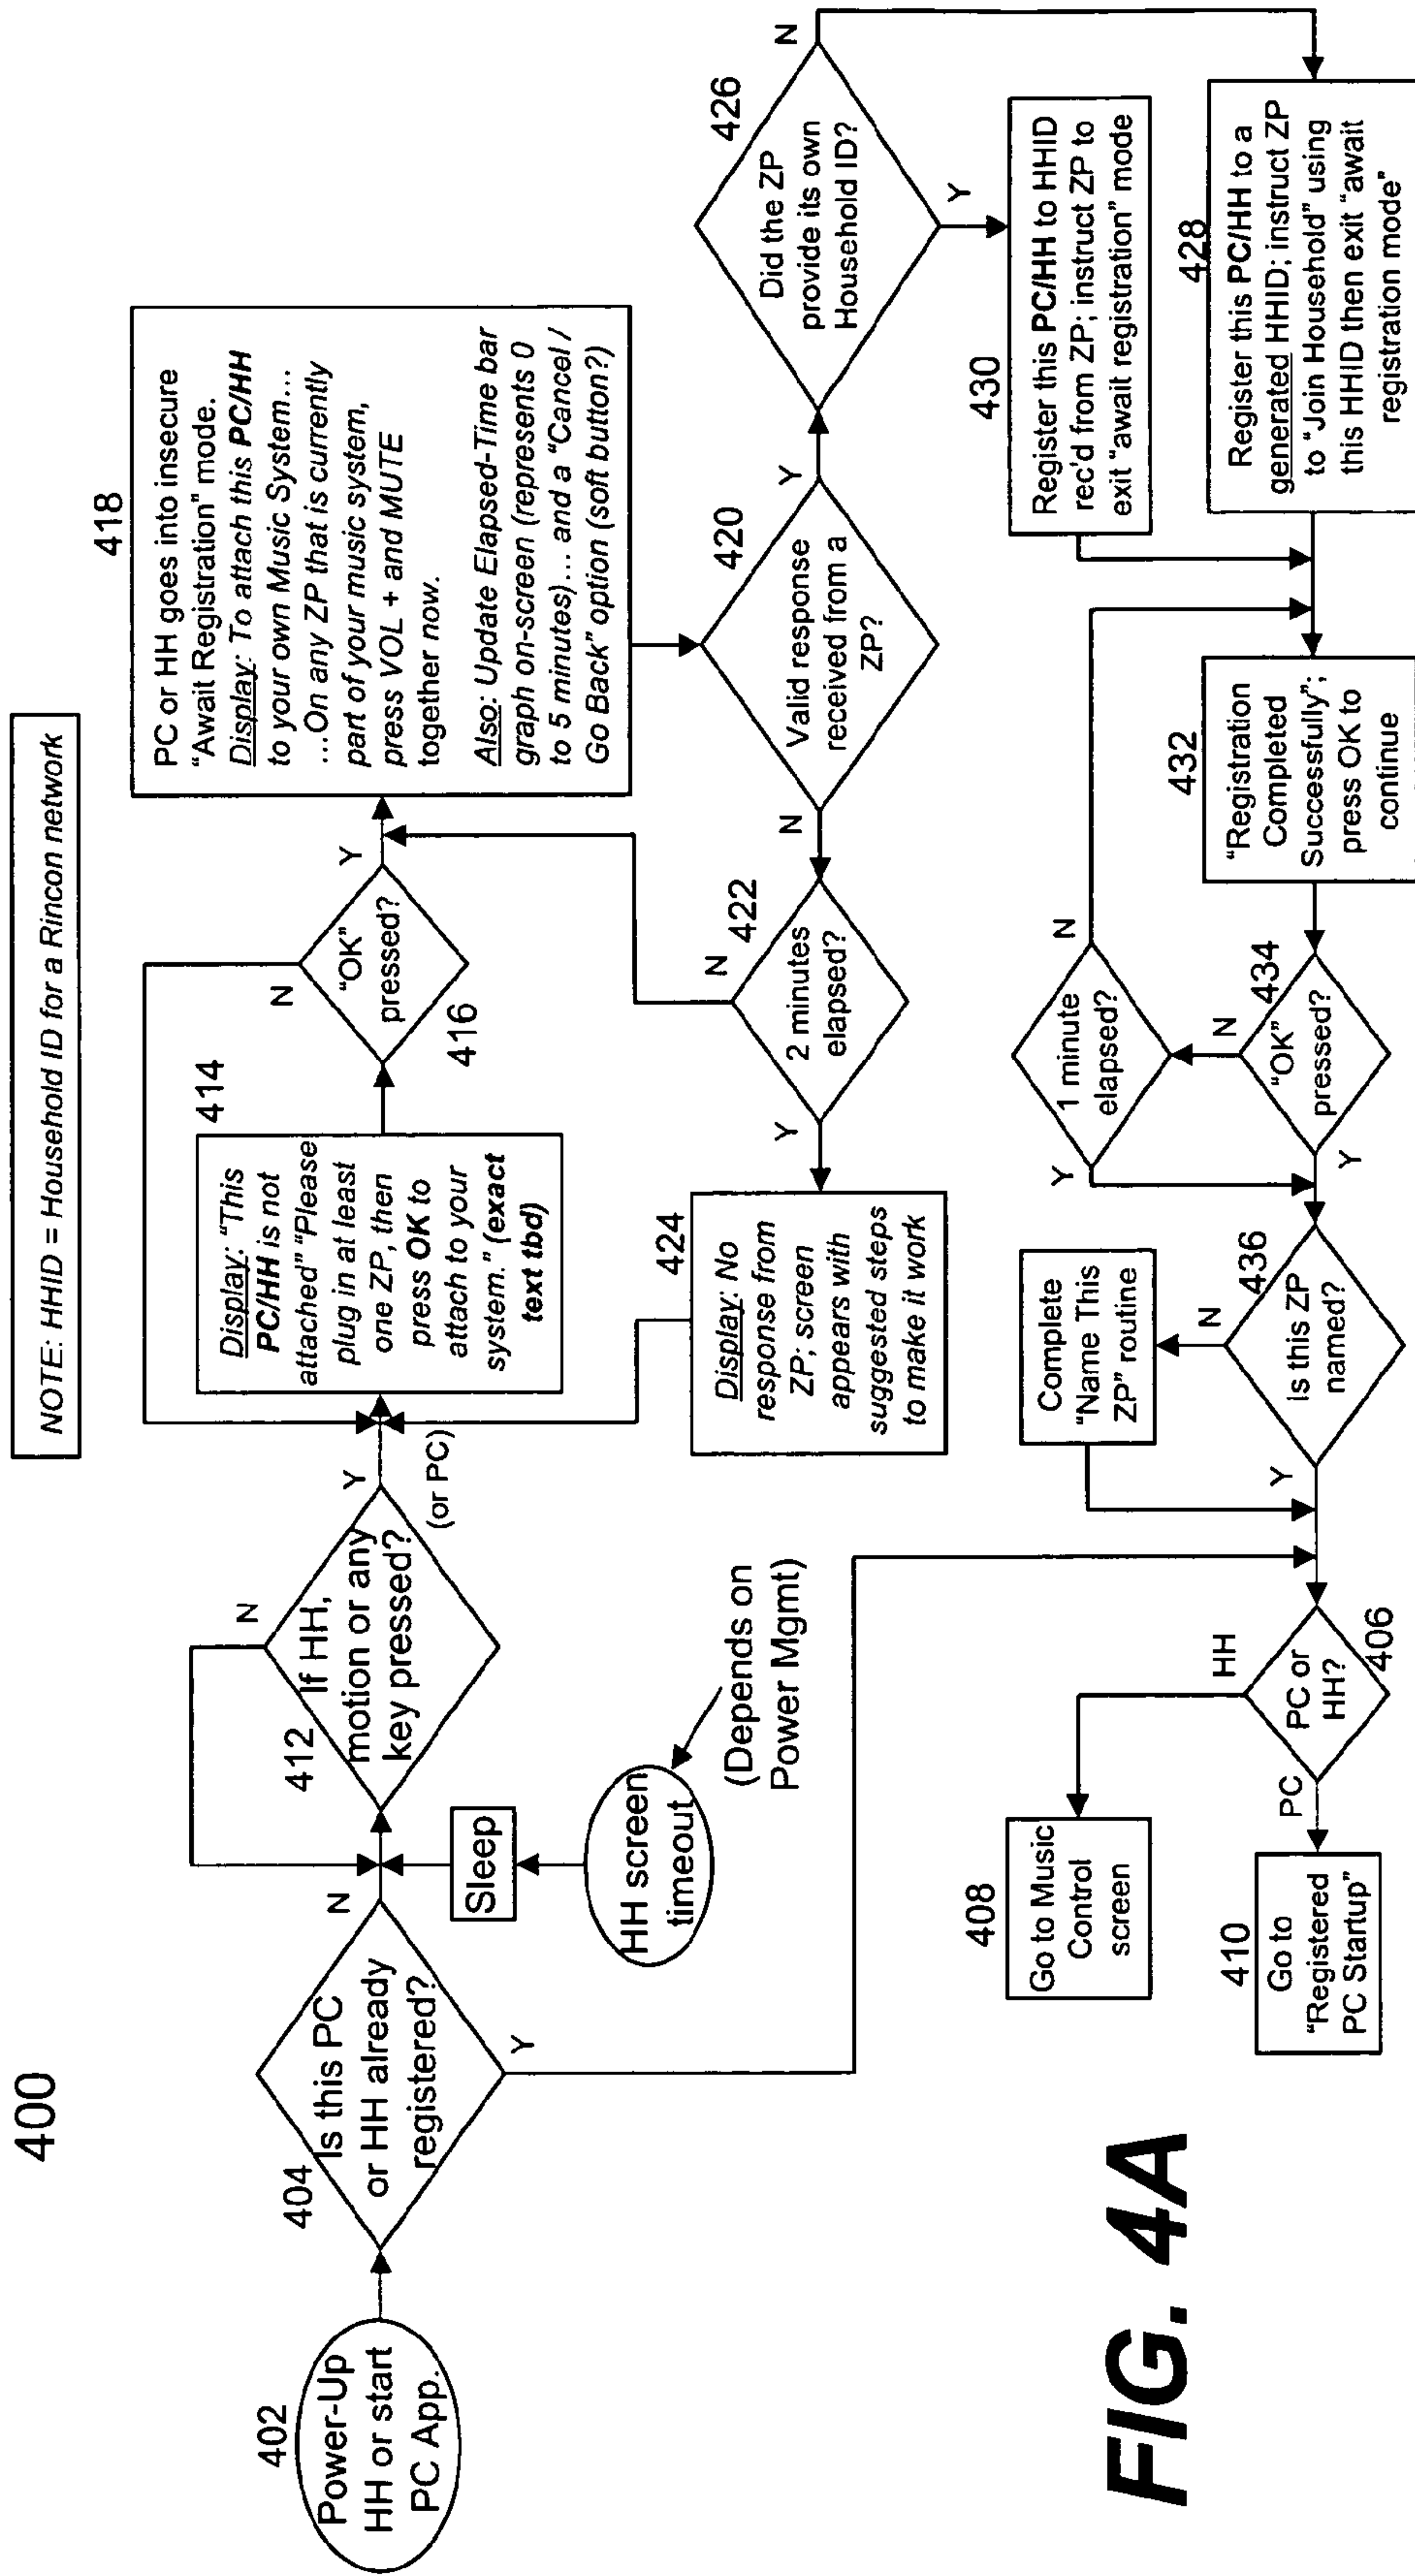 400
NOTE: HHID = Household ID for a Rincon network
402
Power-Up
HH or start
PC App.
404
Is this PC
or HH already
registered?
N
Y
Sleep
HH screen
timeout
(Depends on
Power Mgmt)
412
If HH,
motion or any
key pressed?
N
Y
(or PC)
414
Display: “This
PC/HH is not
attached” “Please
plug in at least
one ZP, then
press OK to
attach to your
system.” (exact
text tbd)
416
“OK”
pressed?
N
Y
418
PC or HH goes into insecure
“Await Registration” mode.
Display: To attach this PC/HH
to your own Music System…
…On any ZP that is currently
part of your music system,
press VOL + and MUTE
together now.
Also: Update Elapsed-Time bar
graph on-screen (represents 0
to 5 minutes)… and a “Cancel /
Go Back” option (soft button?)
420
Valid response
received from a
ZP?
N
Y
422
2 minutes
elapsed?
N
Y
424
Display: No
response from
ZP; screen
appears with
suggested steps
to make it work
426
Did the ZP
provide its own
Household ID?
N
Y
430
Register this PC/HH to HHID
rec'd from ZP; instruct ZP to
exit “await registration” mode
428
Register this PC/HH to a
generated HHID; instruct ZP
to “Join Household” using
this HHID then exit “await
registration mode”
432
“Registration
Completed
Successfully”;
press OK to
continue
434
“OK”
pressed?
N
Y
1 minute
elapsed?
N
Y
436
Is this ZP
named?
N
Y
Complete
“Name This
ZP” routine
406
PC or
HH?
HH
PC
408
Go to Music
Control
screen
410
Go to
“Registered
PC Startup”
FIG. 4A